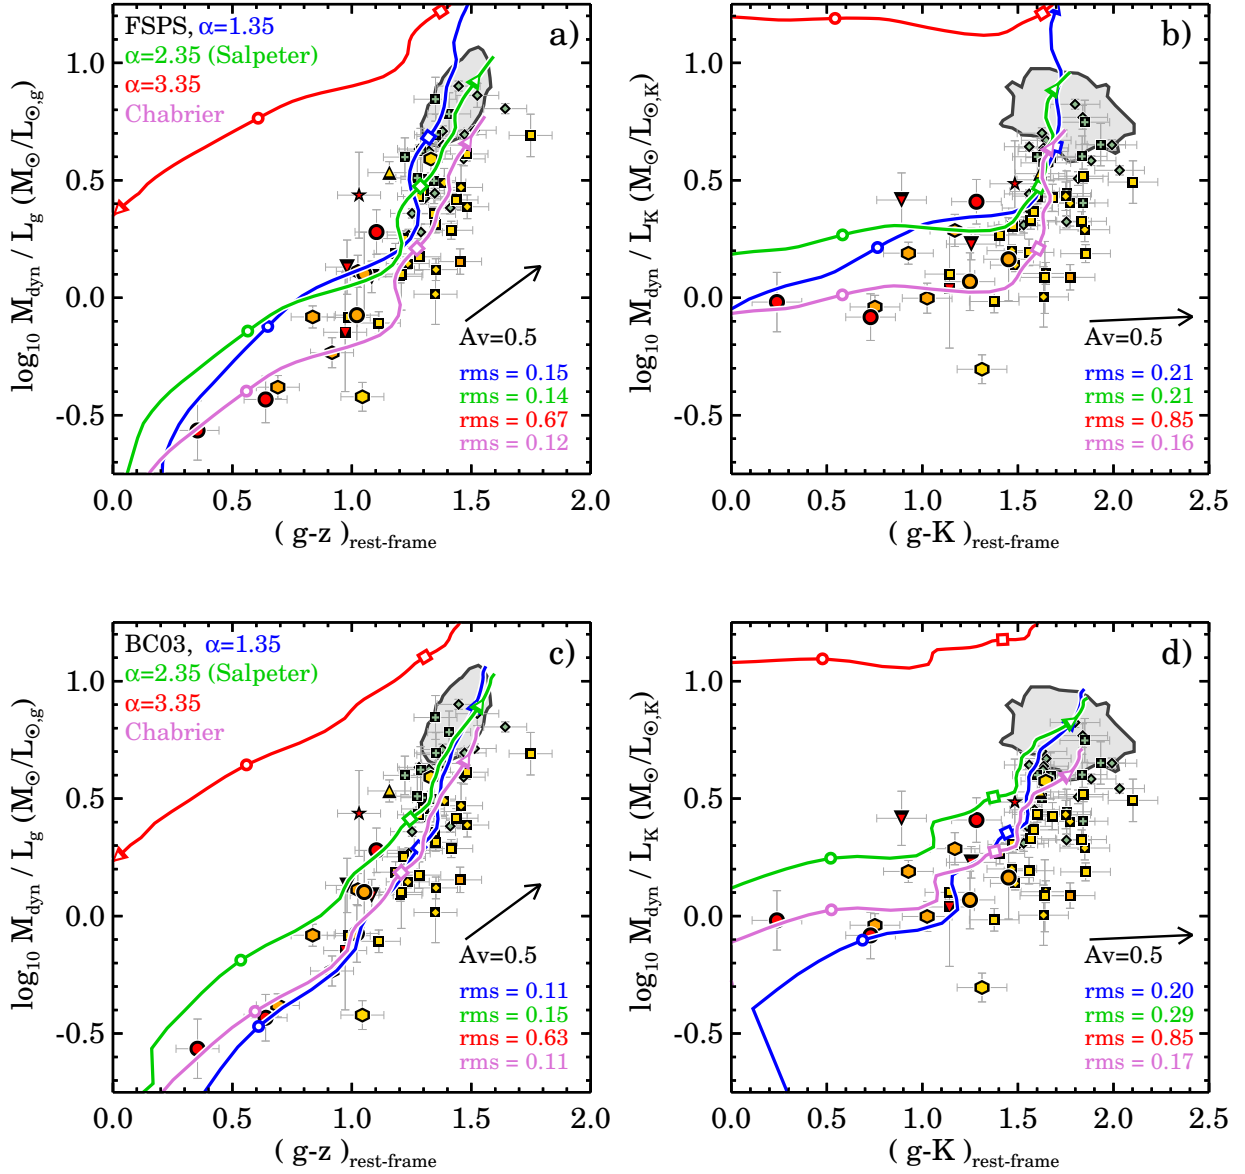 a)
FSPS, α=1.35
α=2.35 (Salpeter)
α=3.35
Chabrier
1.0
0.5
0.0
-0.5
log₁₀ M_dyn / L_g (M⊙/L⊙,g)
Av=0.5
rms = 0.15
rms = 0.14
rms = 0.67
rms = 0.12
0.0 0.5 1.0 1.5 2.0
( g-z )rest-frame
b)
1.0
0.5
0.0
-0.5
log₁₀ M_dyn / L_K (M⊙/L⊙,K)
Av=0.5
rms = 0.21
rms = 0.21
rms = 0.85
rms = 0.16
0.0 0.5 1.0 1.5 2.0 2.5
( g-K )rest-frame
c)
BC03, α=1.35
α=2.35 (Salpeter)
α=3.35
Chabrier
1.0
0.5
0.0
-0.5
log₁₀ M_dyn / L_g (M⊙/L⊙,g)
Av=0.5
rms = 0.11
rms = 0.15
rms = 0.63
rms = 0.11
0.0 0.5 1.0 1.5 2.0
( g-z )rest-frame
d)
1.0
0.5
0.0
-0.5
log₁₀ M_dyn / L_K (M⊙/L⊙,K)
Av=0.5
rms = 0.20
rms = 0.29
rms = 0.85
rms = 0.17
0.0 0.5 1.0 1.5 2.0 2.5
( g-K )rest-frame